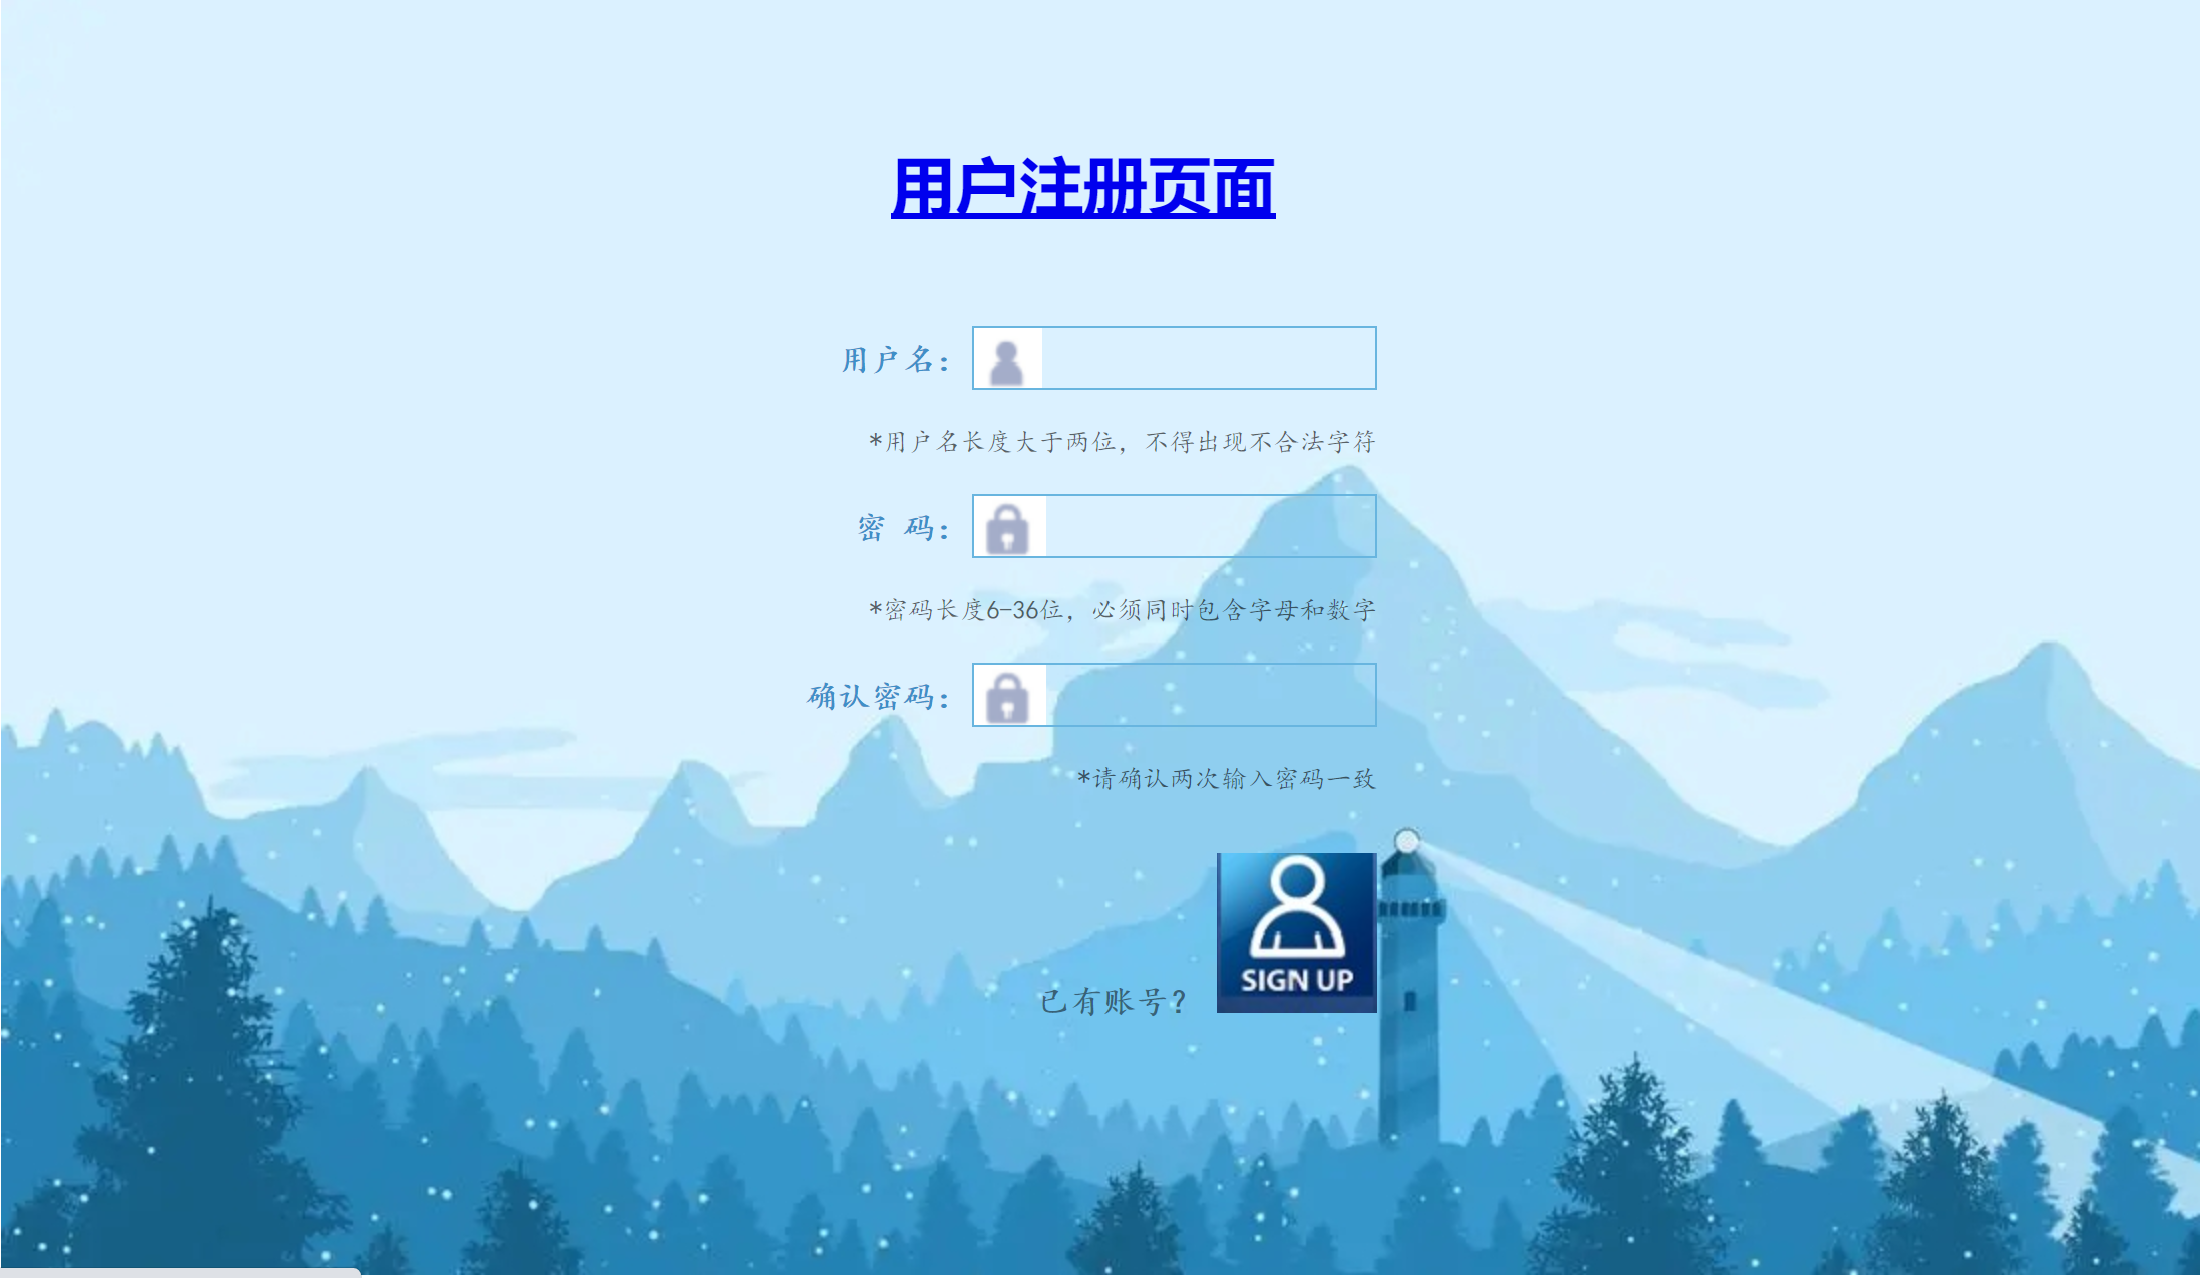 用户注册页面
用户名：
*用户名长度大于两位，不得出现不合法字符
密 码：
*密码长度6-36位，必须同时包含字母和数字
确认密码：
*请确认两次输入密码一致
SIGN UP
已有账号？